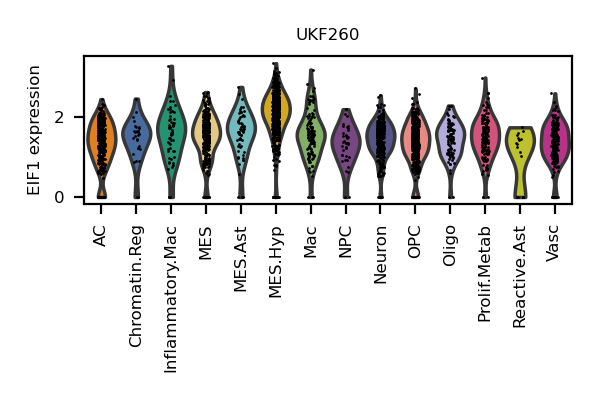 UKF260
EIF1 expression
2
0
AC
Chromatin.Reg
Inflammatory.Mac
MES
MES.Ast
MES.Hyp
Mac
NPC
Neuron
OPC
Oligo
Prolif.Metab
Reactive.Ast
Vasc